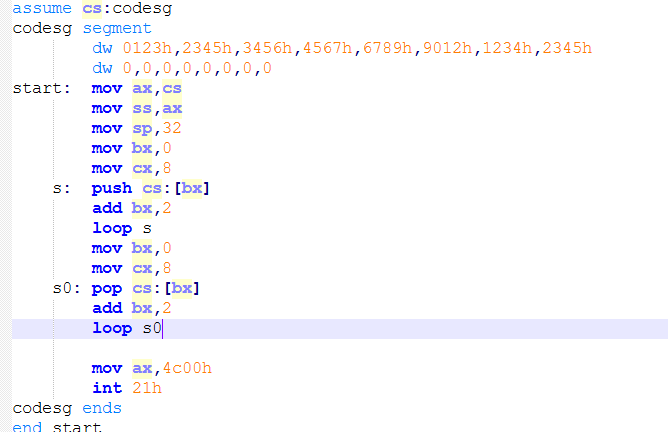 assume cs:codesg
codesg segment
dw 0123h,2345h,3456h,4567h,6789h,9012h,1234h,2345h
dw 0,0,0,0,0,0,0,0
start: mov ax,cs
mov ss,ax
mov sp,32
mov bx,0
mov cx,8
s: push cs:[bx]
add bx,2
loop s
mov bx,0
mov cx,8
s0: pop cs:[bx]
add bx,2
loop s0
mov ax,4c00h
int 21h
codesg ends
end start